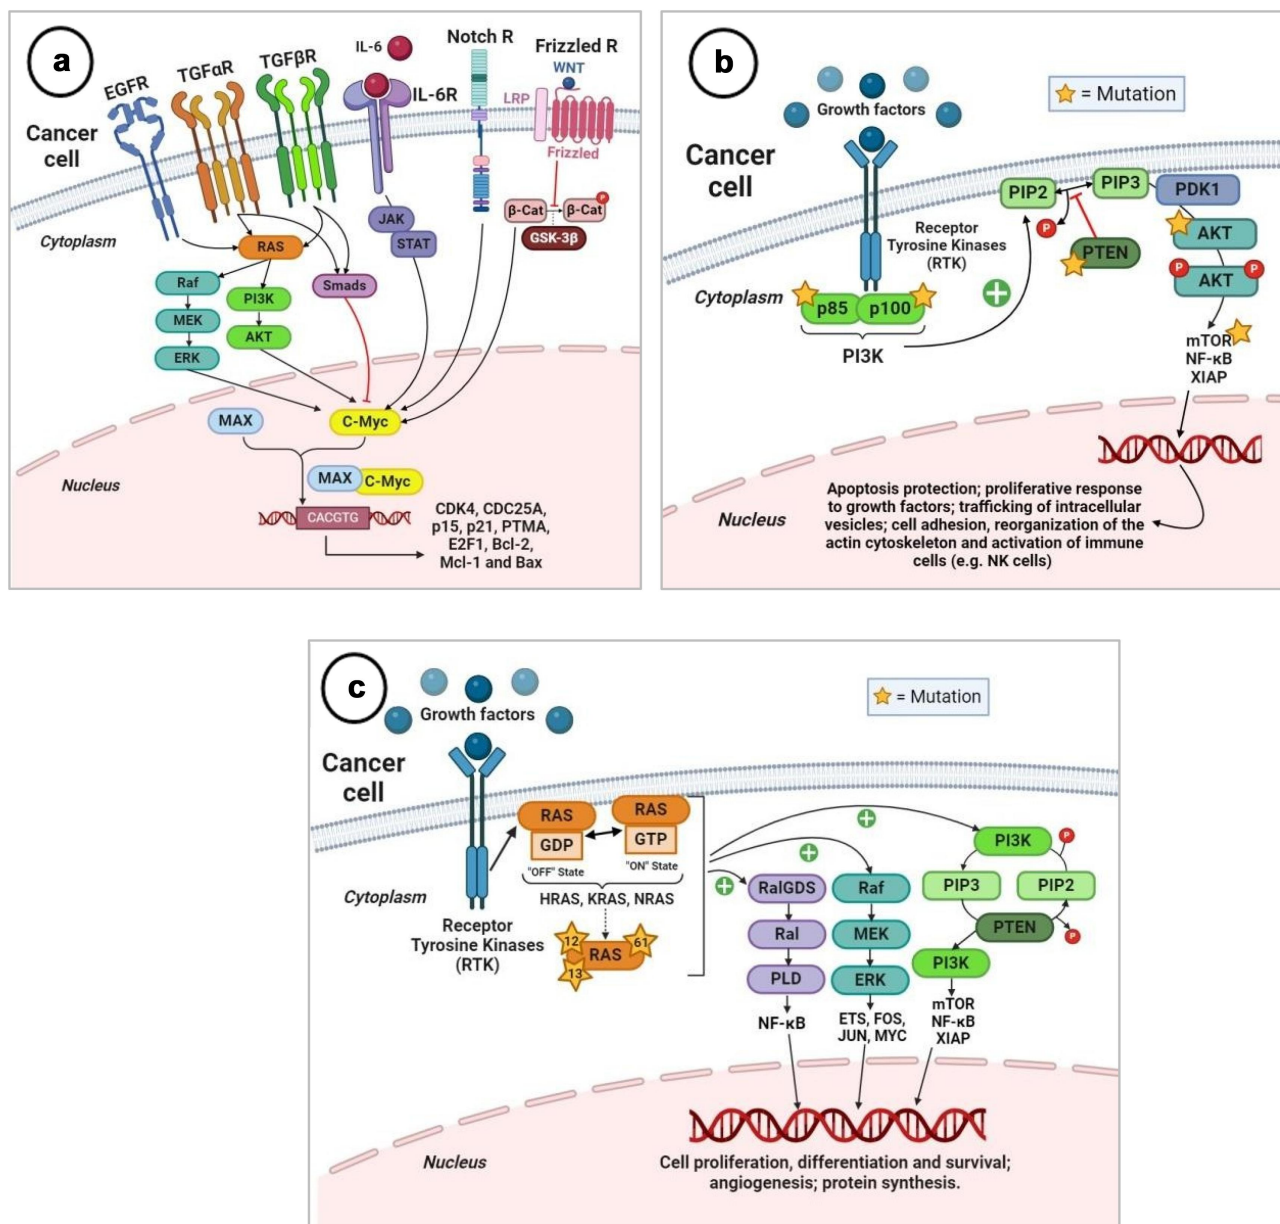 a
EGFR
TGFαR
TGFβR
IL-6
IL-6R
Notch R
Frizzled R
WNT
LRP
Frizzled
Cancer
cell
Cytoplasm
β-Cat
β-Cat
P
GSK-3β
JAK
STAT
RAS
Smads
Raf
MEK
ERK
PI3K
AKT
MAX
C-Myc
Nucleus
MAX
C-Myc
CACGTG
CDK4, CDC25A,
p15, p21, PTMA,
E2F1, Bcl-2,
Mcl-1 and Bax
b
Growth factors
= Mutation
Cancer
cell
Receptor
Tyrosine Kinases
(RTK)
Cytoplasm
p85
p100
PI3K
PIP2
PIP3
PDK1
P
PTEN
AKT
P
P
AKT
mTOR
NF-κB
XIAP
Nucleus
Apoptosis protection; proliferative response
to growth factors; trafficking of intracellular
vesicles; cell adhesion, reorganization of the
actin cytoskeleton and activation of immune
cells (e.g. NK cells)
c
Growth factors
= Mutation
Cancer
cell
Cytoplasm
Receptor
Tyrosine Kinases
(RTK)
RAS
GDP
"OFF" State
RAS
GTP
"ON" State
HRAS, KRAS, NRAS
12
61
RAS
13
RalGDS
Ral
PLD
NF-κB
Raf
MEK
ERK
ETS, FOS,
JUN, MYC
PI3K
P
PIP3
PIP2
PTEN
P
PI3K
mTOR
NF-κB
XIAP
Nucleus
Cell proliferation, differentiation and survival;
angiogenesis; protein synthesis.